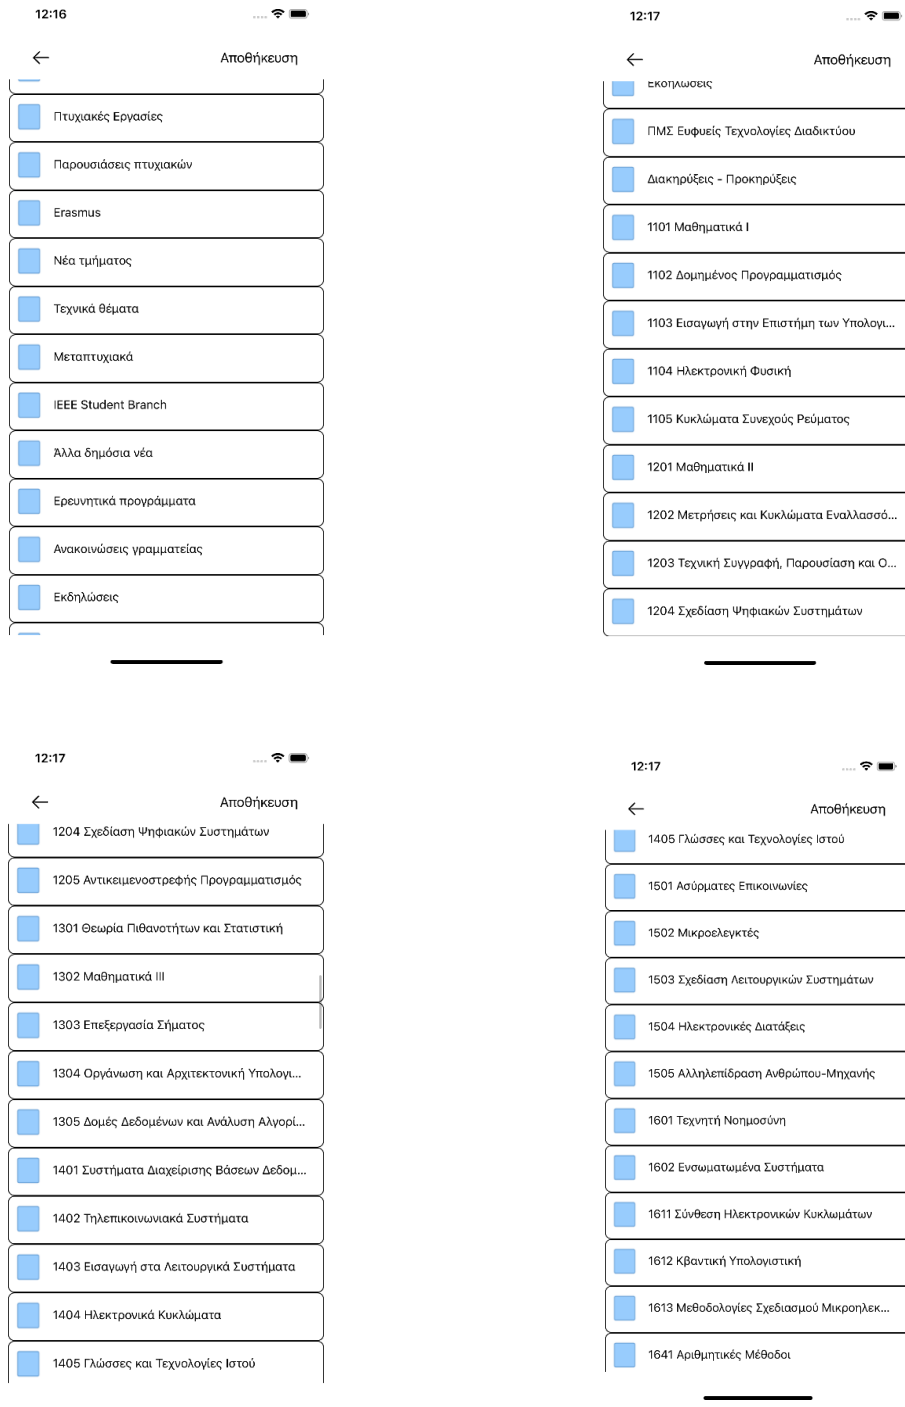 12:16
Αποθήκευση
Πτυχιακές Εργασίες
Παρουσιάσεις πτυχιακών
Erasmus
Νέα τμήματος
Τεχνικά θέματα
Μεταπτυχιακά
IEEE Student Branch
Άλλα δημόσια νέα
Ερευνητικά προγράμματα
Ανακοινώσεις γραμματείας
Εκδηλώσεις
12:17
Αποθήκευση
Εκδηλώσεις
ΠΜΣ Ευφυείς Τεχνολογίες Διαδικτύου
Διακηρύξεις - Προκηρύξεις
1101 Μαθηματικά Ι
1102 Δομημένος Προγραμματισμός
1103 Εισαγωγή στην Επιστήμη των Υπολογι...
1104 Ηλεκτρονική Φυσική
1105 Κυκλώματα Συνεχούς Ρεύματος
1201 Μαθηματικά ΙΙ
1202 Μετρήσεις και Κυκλώματα Εναλλασσό...
1203 Τεχνική Συγγραφή, Παρουσίαση και Ο...
1204 Σχεδίαση Ψηφιακών Συστημάτων
12:17
Αποθήκευση
1204 Σχεδίαση Ψηφιακών Συστημάτων
1205 Αντικειμενοστρεφής Προγραμματισμός
1301 Θεωρία Πιθανοτήτων και Στατιστική
1302 Μαθηματικά ΙΙΙ
1303 Επεξεργασία Σήματος
1304 Οργάνωση και Αρχιτεκτονική Υπολογι...
1305 Δομές Δεδομένων και Ανάλυση Αλγορί...
1401 Συστήματα Διαχείρισης Βάσεων Δεδομ...
1402 Τηλεπικοινωνιακά Συστήματα
1403 Εισαγωγή στα Λειτουργικά Συστήματα
1404 Ηλεκτρονικά Κυκλώματα
1405 Γλώσσες και Τεχνολογίες Ιστού
12:17
Αποθήκευση
1405 Γλώσσες και Τεχνολογίες Ιστού
1501 Ασύρματες Επικοινωνίες
1502 Μικροελεγκτές
1503 Σχεδίαση Λειτουργικών Συστημάτων
1504 Ηλεκτρονικές Διατάξεις
1505 Αλληλεπίδραση Ανθρώπου-Μηχανής
1601 Τεχνητή Νοημοσύνη
1602 Ενσωματωμένα Συστήματα
1611 Σύνθεση Ηλεκτρονικών Κυκλωμάτων
1612 Κβαντική Υπολογιστική
1613 Μεθοδολογίες Σχεδιασμού Μικροηλεκ...
1641 Αριθμητικές Μέθοδοι